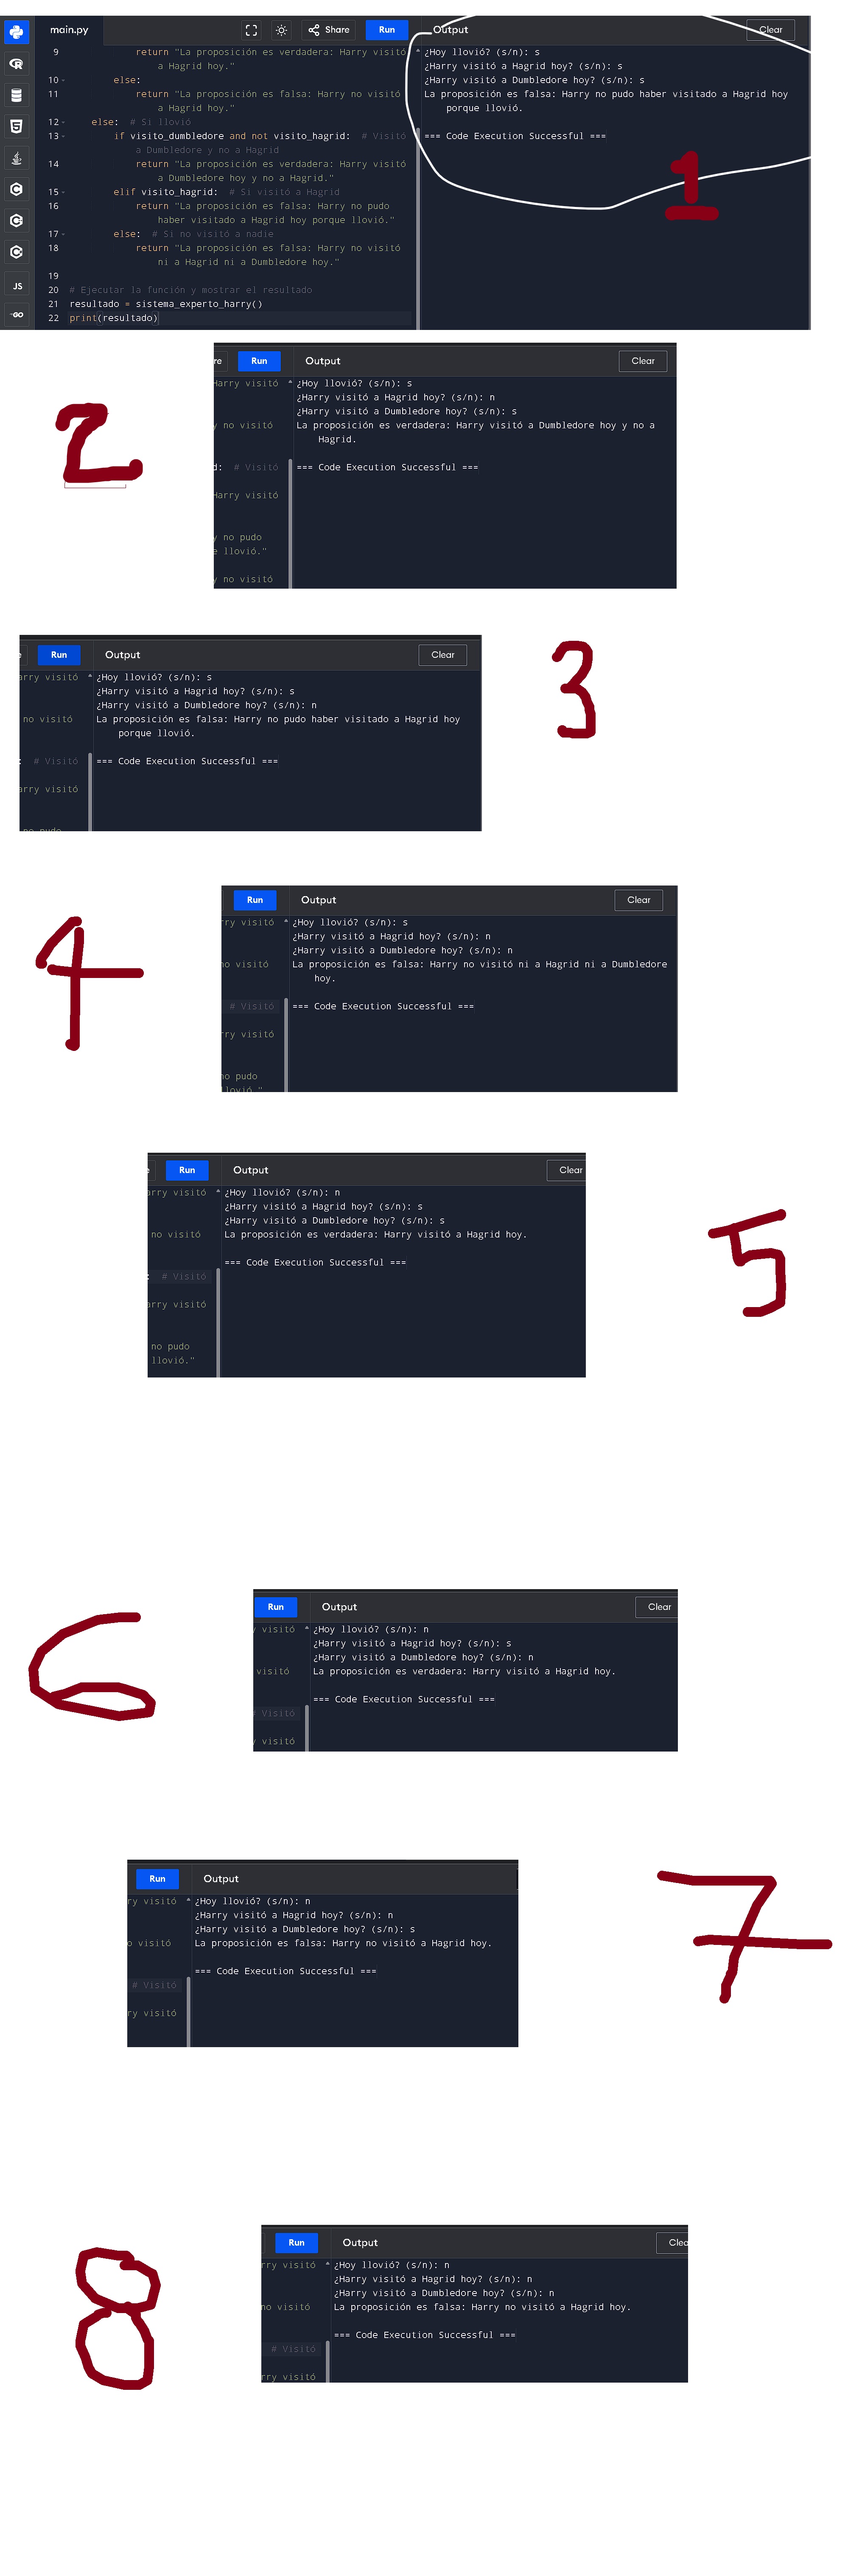 main.py
Share
Run
Output
Clear
9 return "La proposición es verdadera: Harry visitó
a Hagrid hoy."
10 else:
11 return "La proposición es falsa: Harry no visitó
a Hagrid hoy."
12 else: # Si llovió
13 if visito_dumbledore and not visito_hagrid: # Visitó
a Dumbledore y no a Hagrid
14 return "La proposición es verdadera: Harry visitó
a Dumbledore hoy y no a Hagrid."
15 elif visito_hagrid: # Si visitó a Hagrid
16 return "La proposición es falsa: Harry no pudo
haber visitado a Hagrid hoy porque llovió."
17 else: # Si no visitó a nadie
18 return "La proposición es falsa: Harry no visitó
ni a Hagrid ni a Dumbledore hoy."
19
20 # Ejecutar la función y mostrar el resultado
21 resultado = sistema_experto_harry()
22 print(resultado)
JS
GO
¿Hoy llovió? (s/n): s
¿Harry visitó a Hagrid hoy? (s/n): s
¿Harry visitó a Dumbledore hoy? (s/n): s
La proposición es falsa: Harry no pudo haber visitado a Hagrid hoy
porque llovió.
=== Code Execution Successful ===
1
2
re
Run
Output
Clear
Harry visitó
y no visitó
d: # Visitó
Harry visitó
y no pudo
e llovió."
y no visitó
¿Hoy llovió? (s/n): s
¿Harry visitó a Hagrid hoy? (s/n): n
¿Harry visitó a Dumbledore hoy? (s/n): s
La proposición es verdadera: Harry visitó a Dumbledore hoy y no a
Hagrid.
=== Code Execution Successful ===
Run
Output
Clear
arry visitó
no visitó
: # Visitó
arry visitó
no pudo
¿Hoy llovió? (s/n): s
¿Harry visitó a Hagrid hoy? (s/n): s
¿Harry visitó a Dumbledore hoy? (s/n): n
La proposición es falsa: Harry no pudo haber visitado a Hagrid hoy
porque llovió.
=== Code Execution Successful ===
3
4
Run
Output
Clear
rry visitó
no visitó
# Visitó
rry visitó
no pudo
llovió."
¿Hoy llovió? (s/n): s
¿Harry visitó a Hagrid hoy? (s/n): n
¿Harry visitó a Dumbledore hoy? (s/n): n
La proposición es falsa: Harry no visitó ni a Hagrid ni a Dumbledore
hoy.
=== Code Execution Successful ===
Run
Output
Clear
arry visitó
no visitó
: # Visitó
arry visitó
no pudo
llovió."
¿Hoy llovió? (s/n): n
¿Harry visitó a Hagrid hoy? (s/n): s
¿Harry visitó a Dumbledore hoy? (s/n): s
La proposición es verdadera: Harry visitó a Hagrid hoy.
=== Code Execution Successful ===
5
6
Run
Output
Clear
y visitó
visitó
# Visitó
y visitó
¿Hoy llovió? (s/n): n
¿Harry visitó a Hagrid hoy? (s/n): s
¿Harry visitó a Dumbledore hoy? (s/n): n
La proposición es verdadera: Harry visitó a Hagrid hoy.
=== Code Execution Successful ===
Run
Output
ry visitó
o visitó
# Visitó
ry visitó
¿Hoy llovió? (s/n): n
¿Harry visitó a Hagrid hoy? (s/n): n
¿Harry visitó a Dumbledore hoy? (s/n): s
La proposición es falsa: Harry no visitó a Hagrid hoy.
=== Code Execution Successful ===
7
8
Run
Output
Clea
rry visitó
no visitó
# Visitó
rry visitó
¿Hoy llovió? (s/n): n
¿Harry visitó a Hagrid hoy? (s/n): n
¿Harry visitó a Dumbledore hoy? (s/n): n
La proposición es falsa: Harry no visitó a Hagrid hoy.
=== Code Execution Successful ===